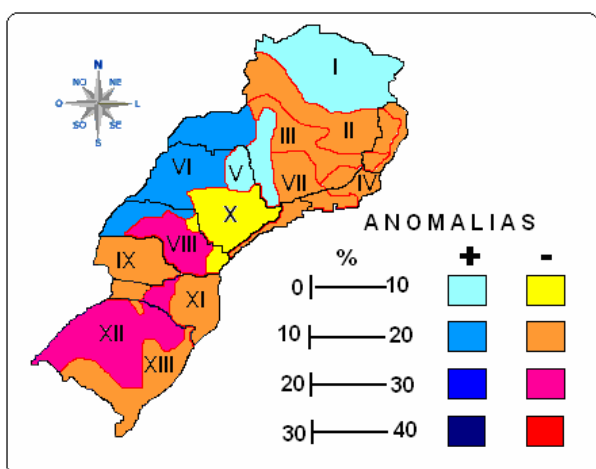 I
N
NO NE
O L
SO SE
S
III II
VI V VII IV
X
VIII
IX
XI
XII
XIII
ANOMALIAS
% + -
0 10
10 20
20 30
30 40